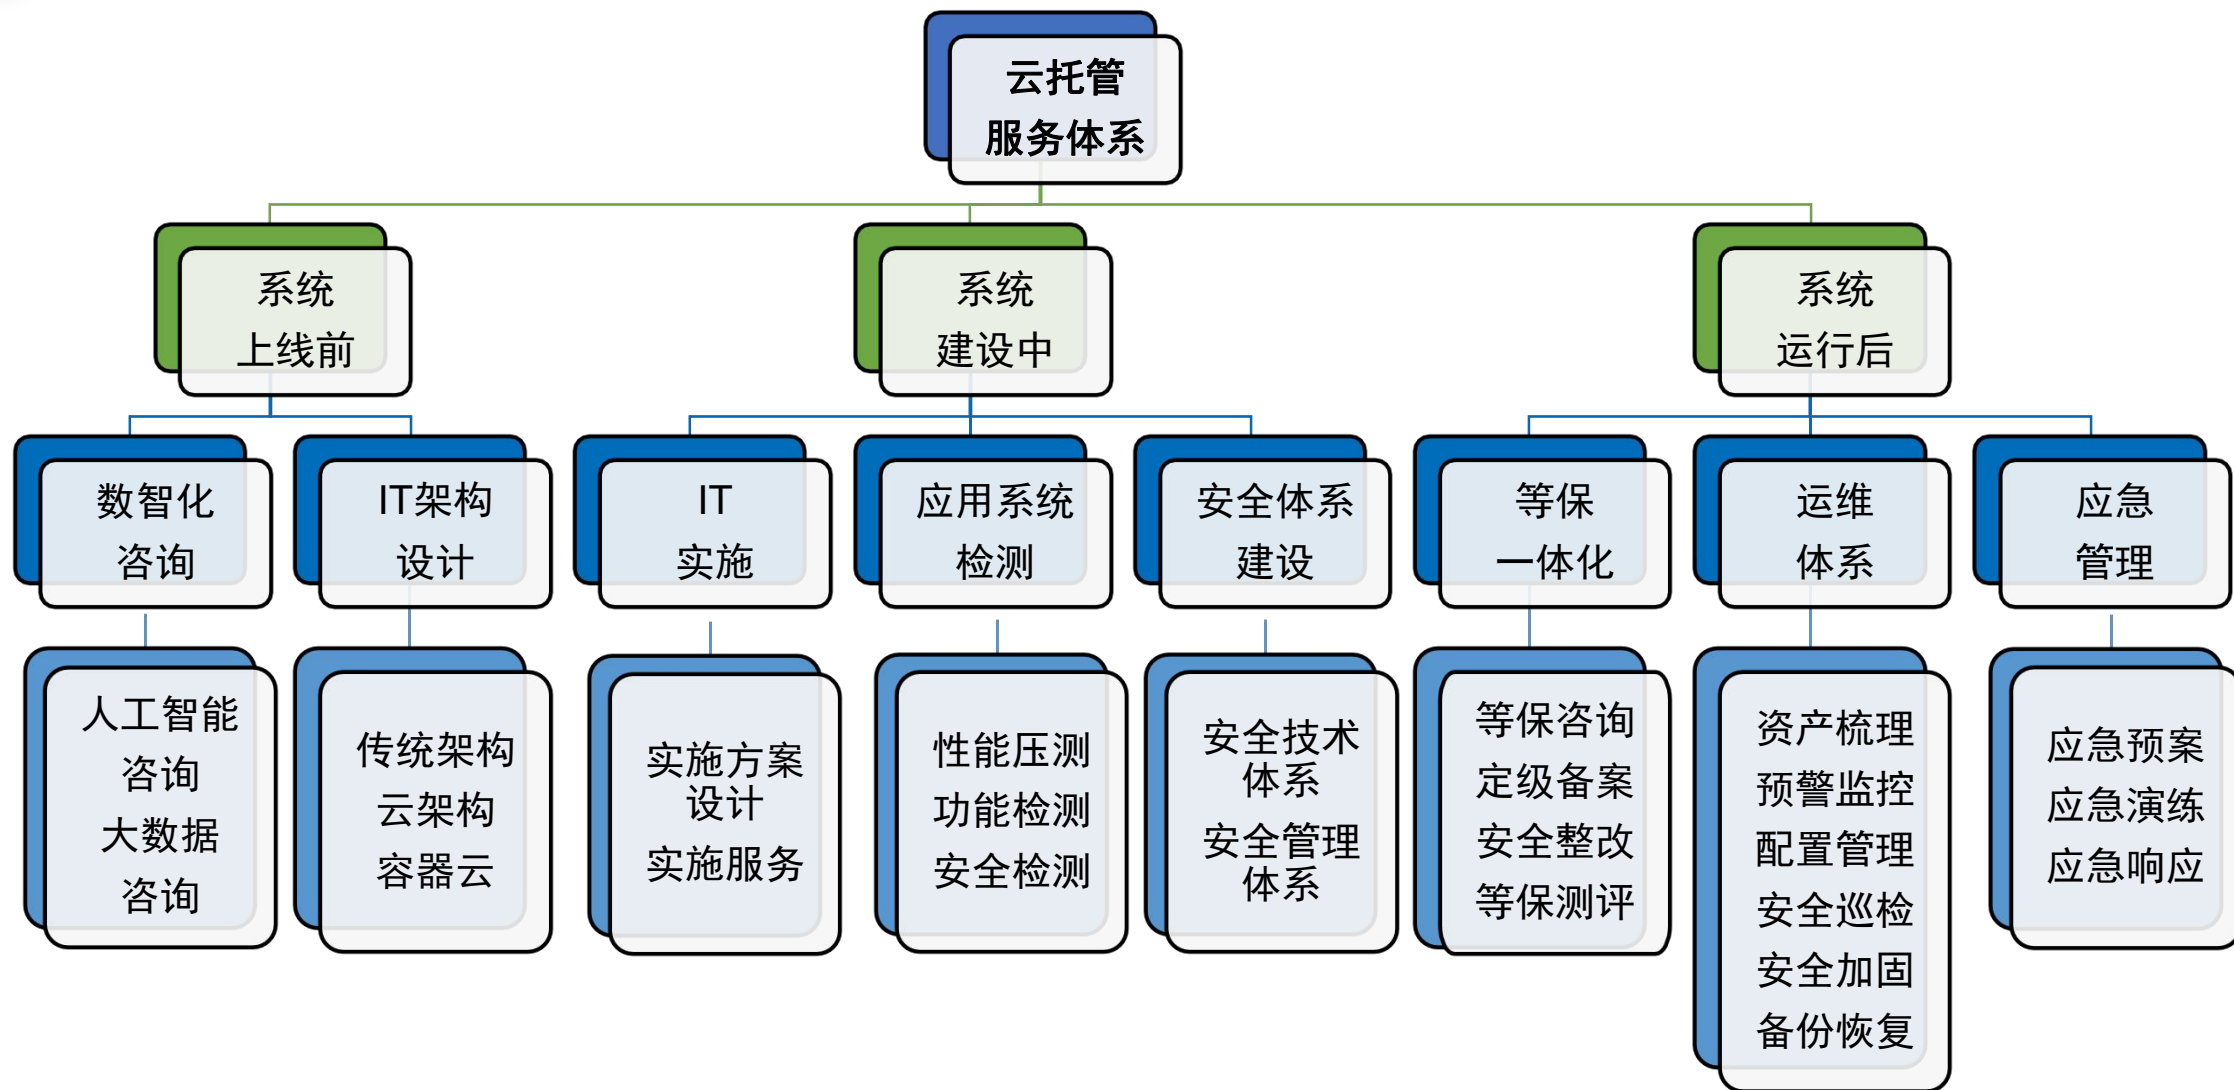 云托管
服务体系
系统
上线前
系统
建设中
系统
运行后
数智化
咨询
IT架构
设计
IT
实施
应用系统
检测
安全体系
建设
等保
一体化
运维
体系
应急
管理
人工智能
咨询
大数据
咨询
传统架构
云架构
容器云
实施方案
设计
实施服务
性能压测
功能检测
安全检测
安全技术
体系
安全管理
体系
等保咨询
定级备案
安全整改
等保测评
资产梳理
预警监控
配置管理
安全巡检
安全加固
备份恢复
应急预案
应急演练
应急响应